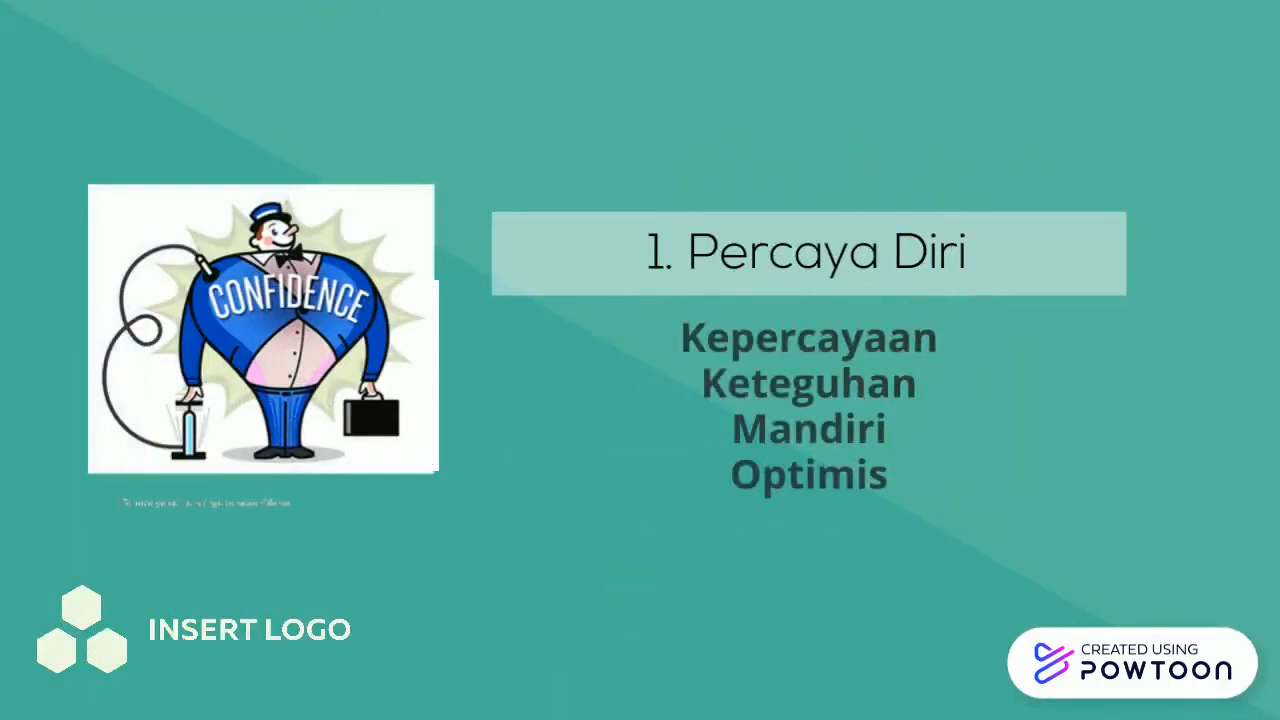 CONFIDENCE
1. Percaya Diri
Kepercayaan
Keteguhan
Mandiri
Optimis
INSERT LOGO
CREATED USING
POWTOON